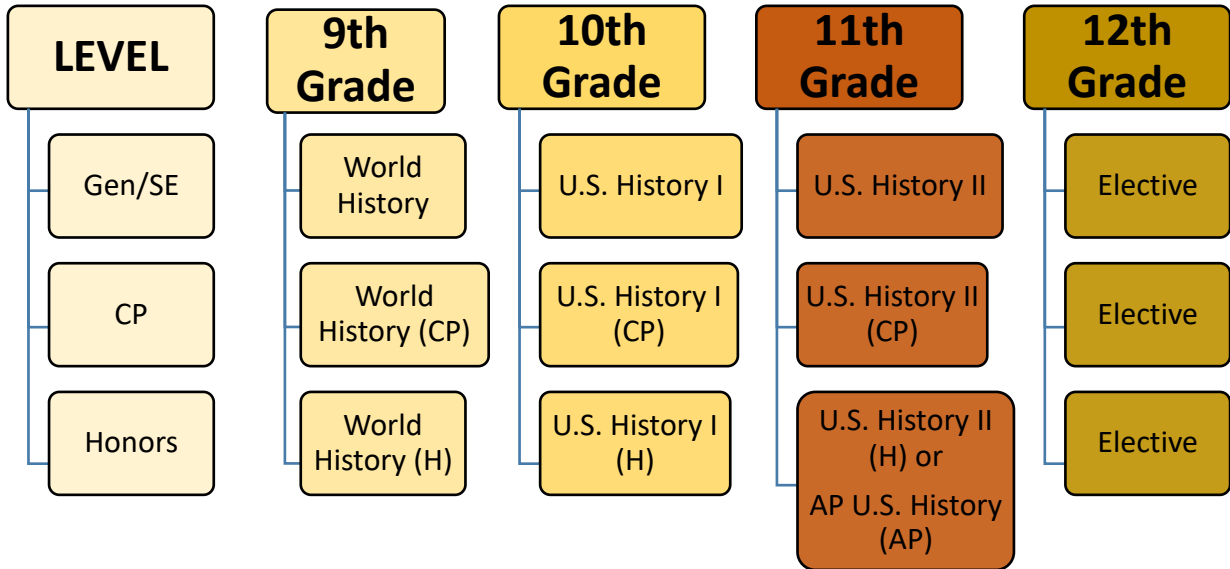 LEVEL
Gen/SE
CP
Honors
9th
Grade
World
History
World
History (CP)
World
History (H)
10th
Grade
U.S. History I
U.S. History I
(CP)
U.S. History I
(H)
11th
Grade
U.S. History II
U.S. History II
(CP)
U.S. History II
(H) or
AP U.S. History
(AP)
12th
Grade
Elective
Elective
Elective